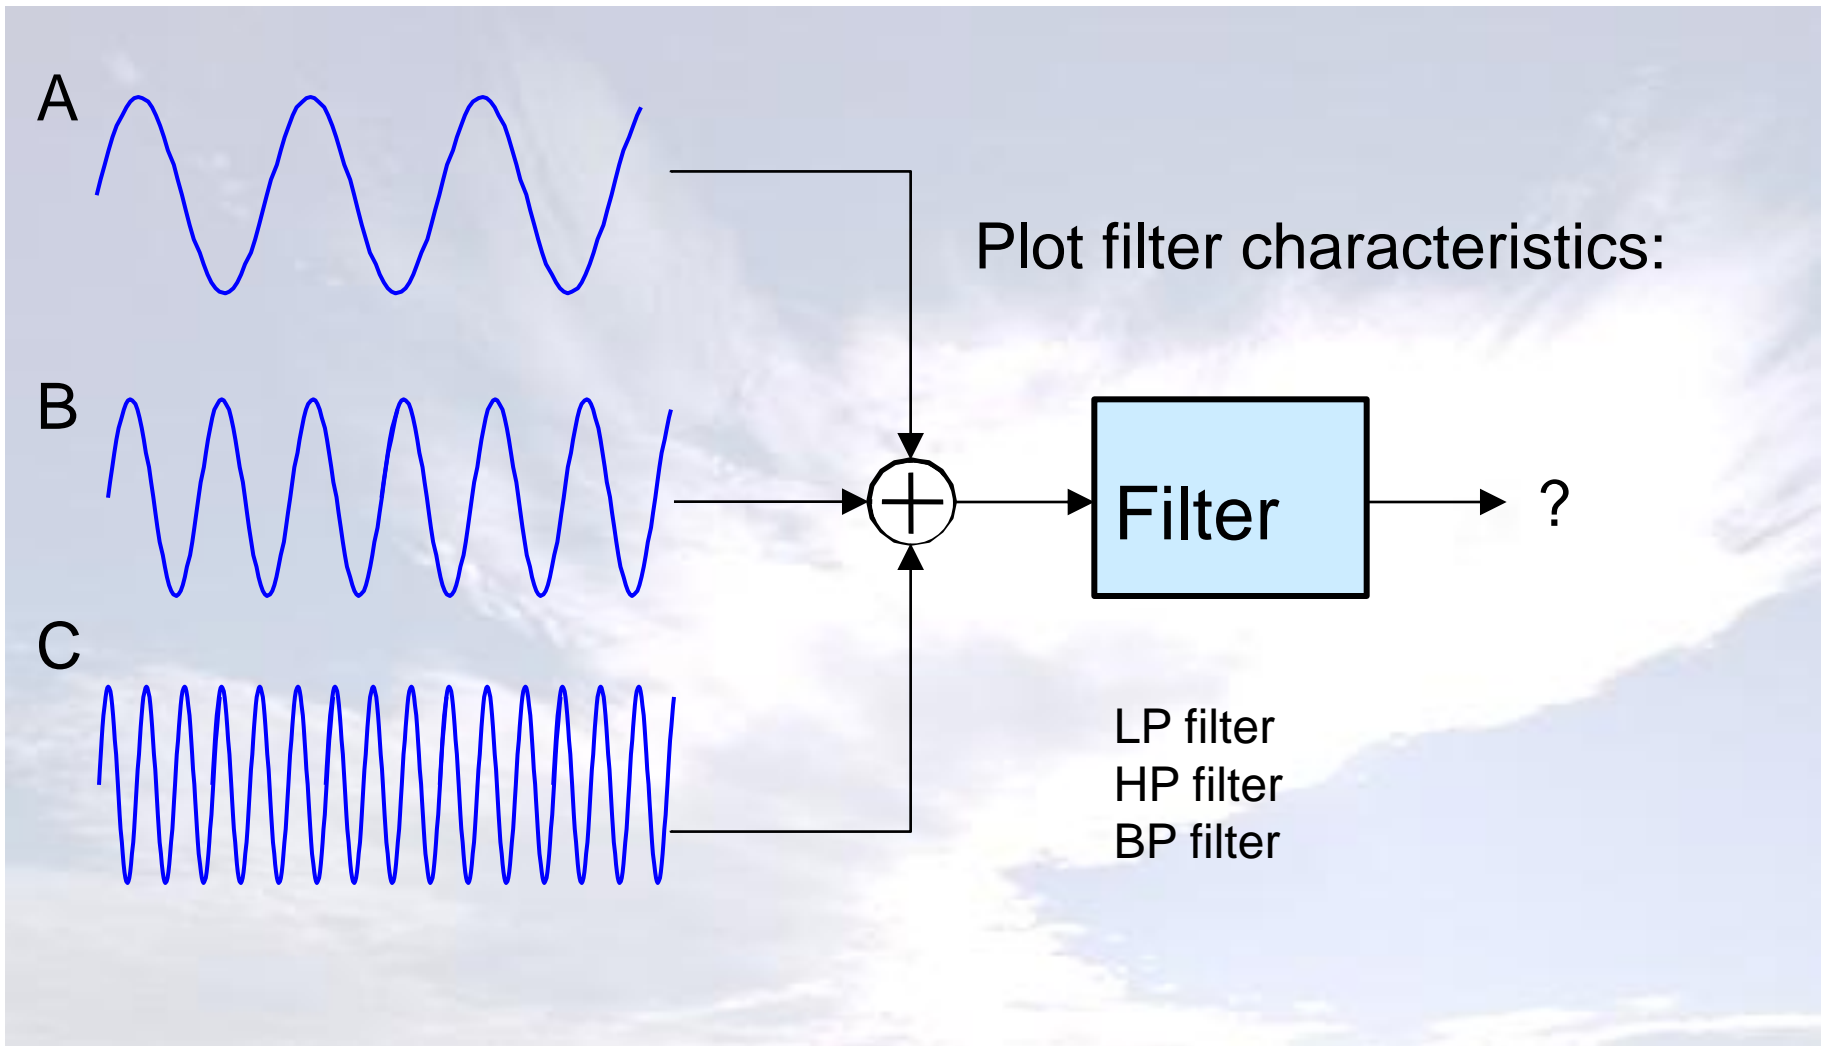 A
Plot filter characteristics:
B
Filter
?
C
LP filter
HP filter
BP filter